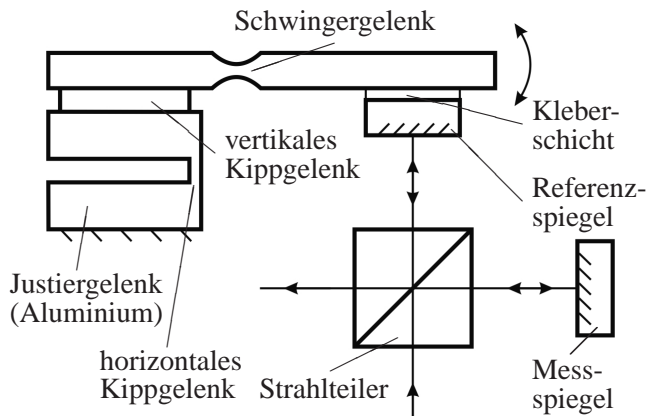 Schwingergelenk
vertikales
Kippgelenk
Kleber-
schicht
Referenz-
spiegel
Justiergelenk
(Aluminium)
horizontales
Kippgelenk
Strahlteiler
Mess-
spiegel